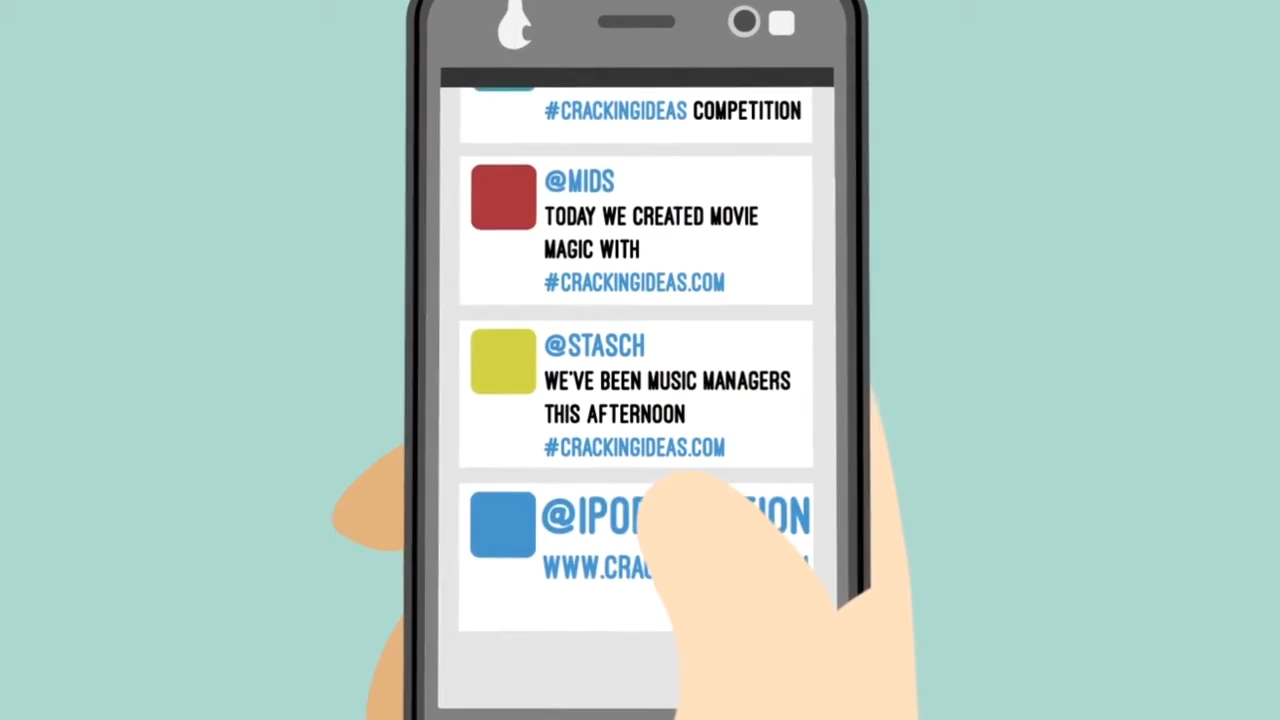 #CRACKINGIDEAS COMPETITION
@MIDS
TODAY WE CREATED MOVIE
MAGIC WITH
#CRACKINGIDEAS.COM
@STASCH
WE'VE BEEN MUSIC MANAGERS
THIS AFTERNOON
#CRACKINGIDEAS.COM